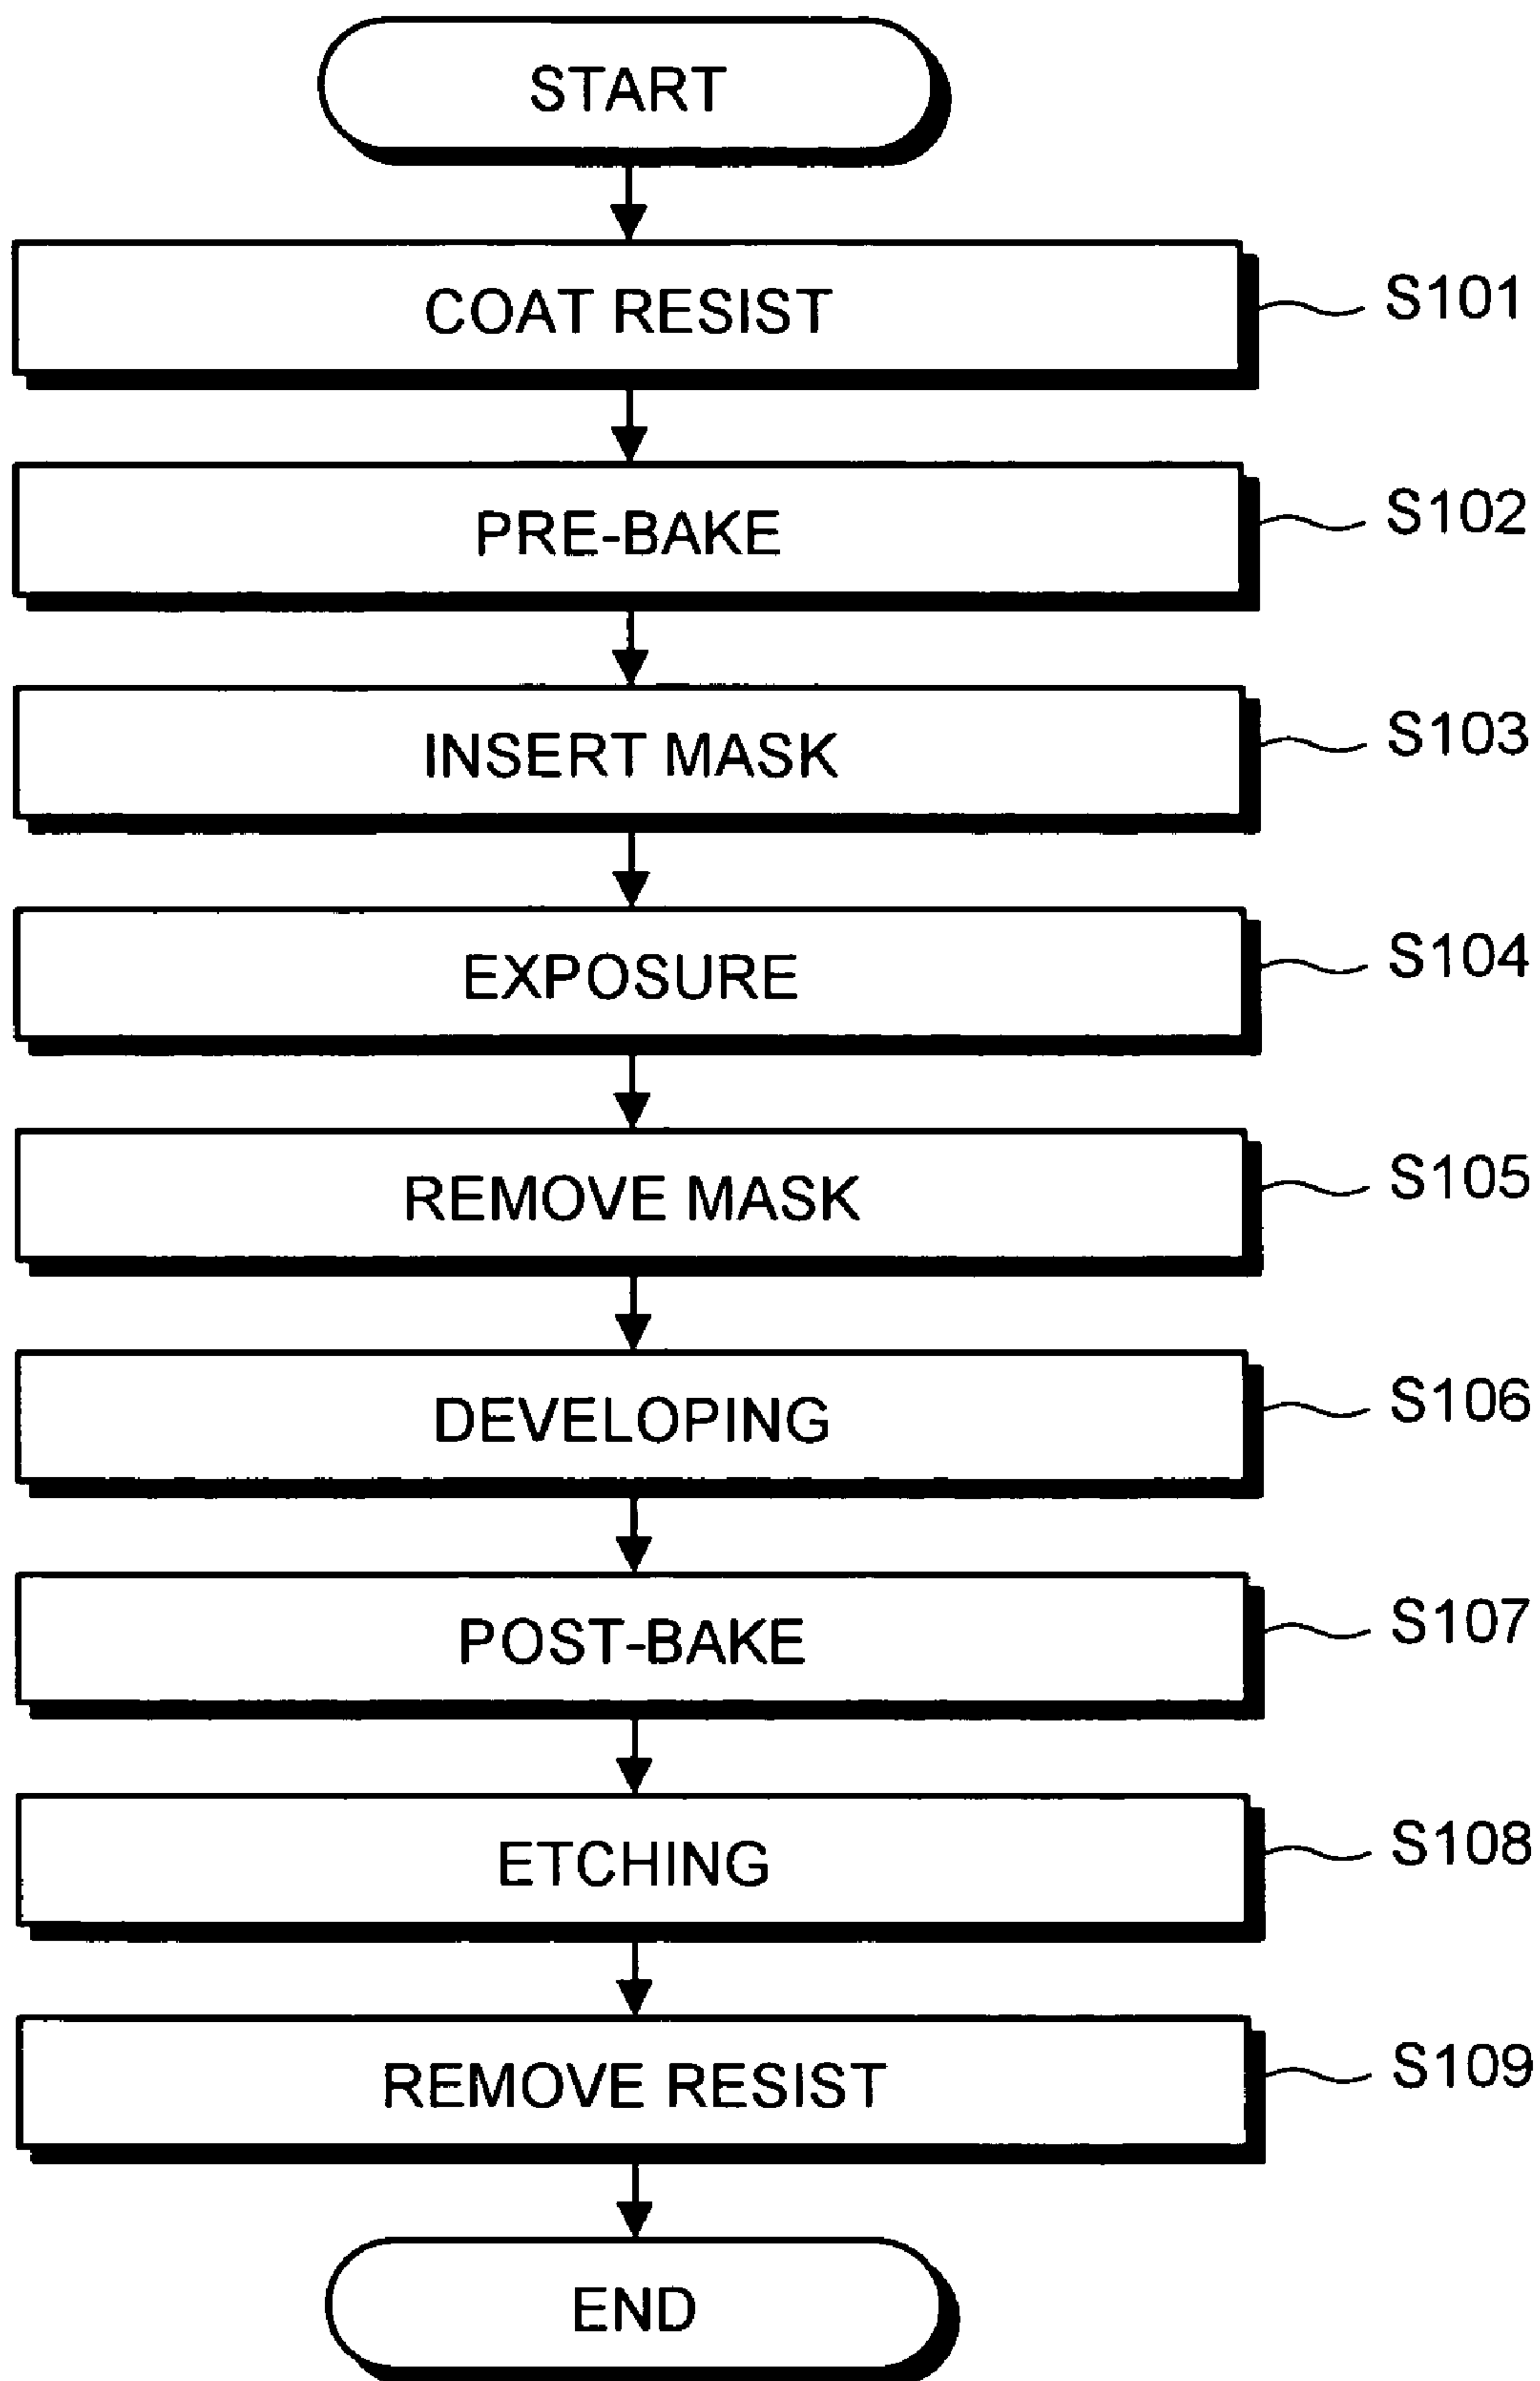 START
COAT RESIST
S101
PRE-BAKE
S102
INSERT MASK
S103
EXPOSURE
S104
REMOVE MASK
S105
DEVELOPING
S106
POST-BAKE
S107
ETCHING
S108
REMOVE RESIST
S109
END